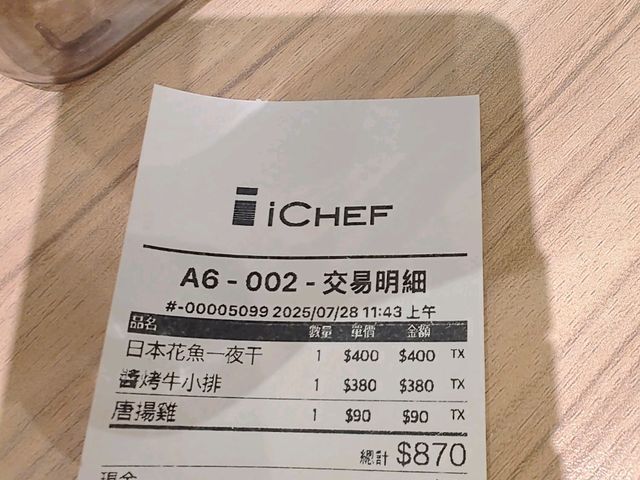 iCHEF
A6 - 002 - 交易明細
#-00005099 2025/07/28 11:43 上午
品名 數量 單價 金額
日本花魚一夜干 1 $400 $400 TX
醬烤牛小排 1 $380 $380 TX
唐揚雞 1 $90 $90 TX
總計 $870
現金